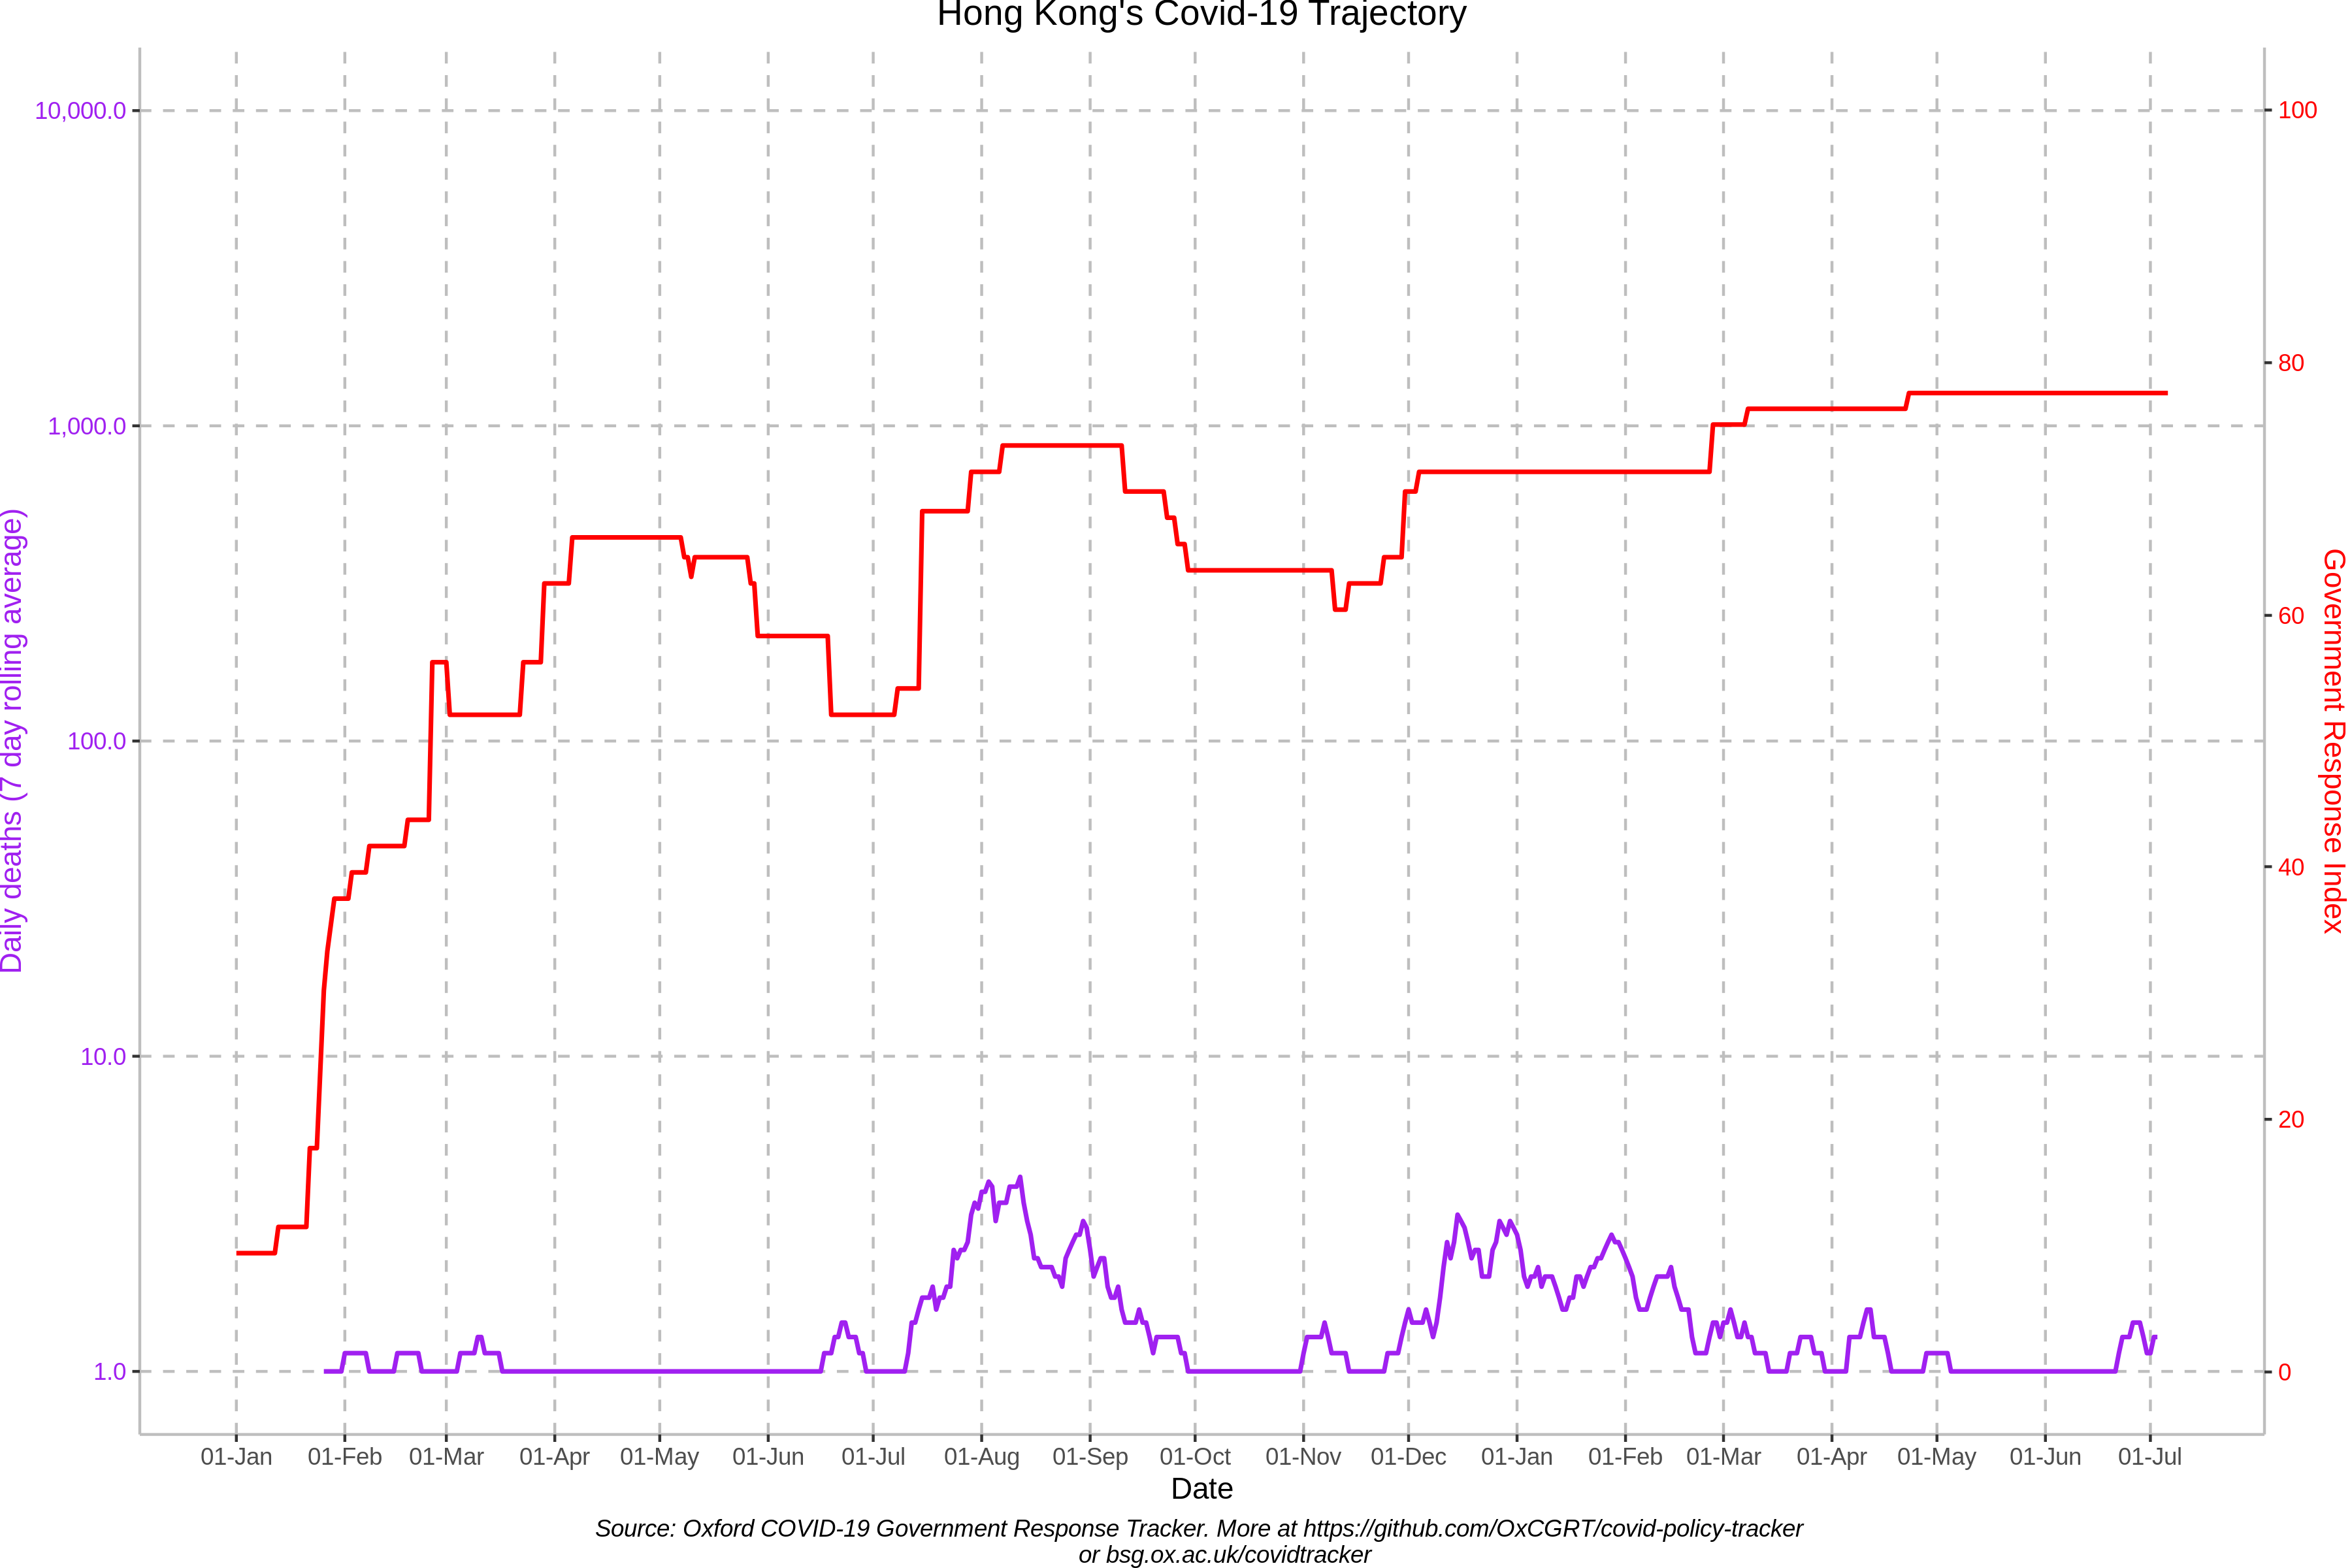 Hong Kong's Covid-19 Trajectory
10,000.0
1,000.0
100.0
10.0
1.0
Daily deaths (7 day rolling average)
100
80
60
40
20
0
Government Response Index
01-Jan 01-Feb 01-Mar 01-Apr 01-May 01-Jun 01-Jul 01-Aug 01-Sep 01-Oct 01-Nov 01-Dec 01-Jan 01-Feb 01-Mar 01-Apr 01-May 01-Jun 01-Jul
Date
Source: Oxford COVID-19 Government Response Tracker. More at https://github.com/OxCGRT/covid-policy-tracker
or bsg.ox.ac.uk/covidtracker